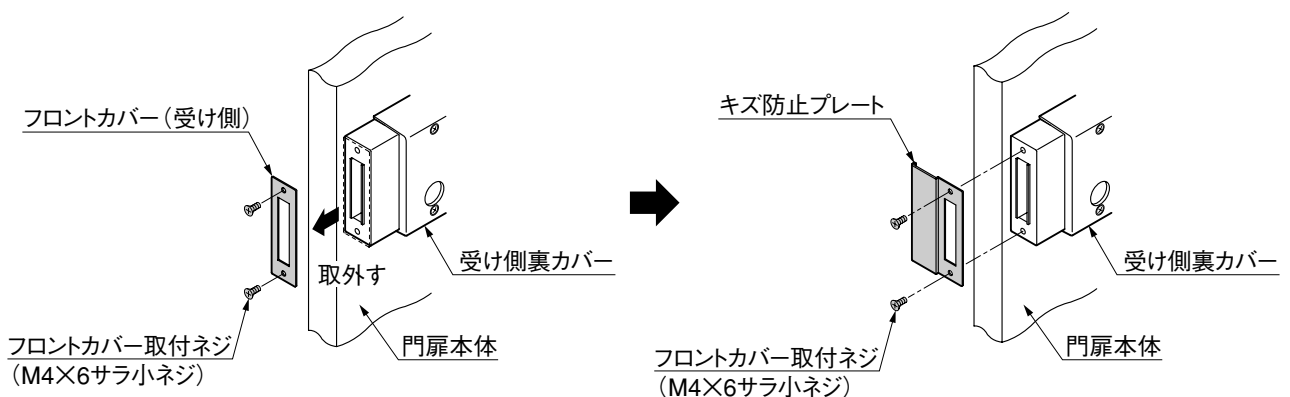 フロントカバー（受け側）
取外す
受け側裏カバー
フロントカバー取付ネジ
（M4×6サラ小ネジ）
門扉本体
キズ防止プレート
受け側裏カバー
フロントカバー取付ネジ
（M4×6サラ小ネジ）
門扉本体